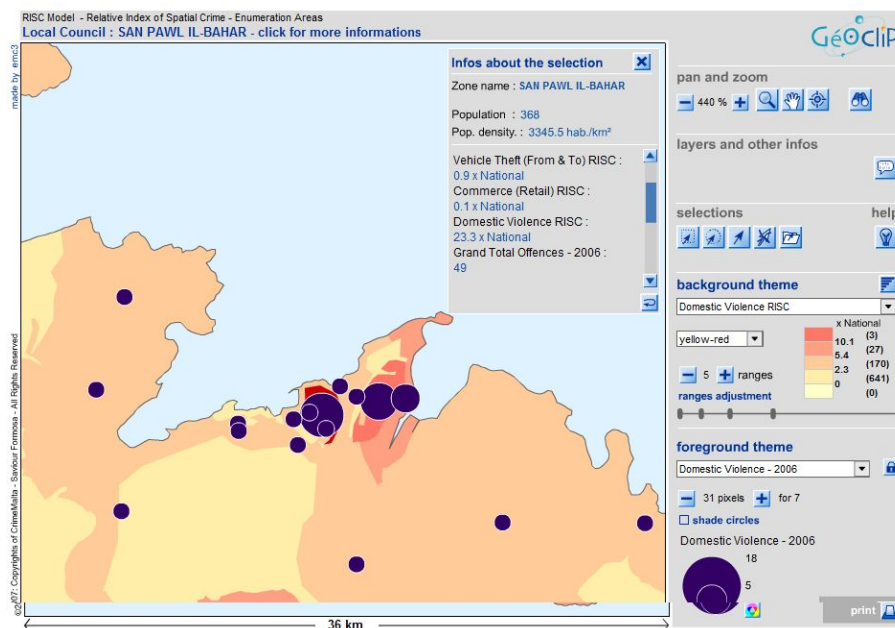 RISC Model - Relative Index of Spatial Crime - Enumeration Areas
Local Council : SAN PAWL IL-BAHAR - click for more informations
made by emc3
Infos about the selection
Zone name : SAN PAWL IL-BAHAR
Population : 368
Pop. density. : 3345.5 hab./km²
Vehicle Theft (From & To) RISC :
0.9 x National
Commerce (Retail) RISC :
0.1 x National
Domestic Violence RISC :
23.3 x National
Grand Total Offences - 2006 :
49
GéOcliP
pan and zoom
440 %
layers and other infos
selections
help
background theme
Domestic Violence RISC
yellow-red
5 ranges
ranges adjustment
x National
(3)
10.1
(27)
5.4
(170)
2.3
(641)
0
(0)
foreground theme
Domestic Violence - 2006
31 pixels for 7
shade circles
Domestic Violence - 2006
18
5
print
07: Copyrights of CrimeMalta - Saviour Formosa - All Rights Reserved
36 km